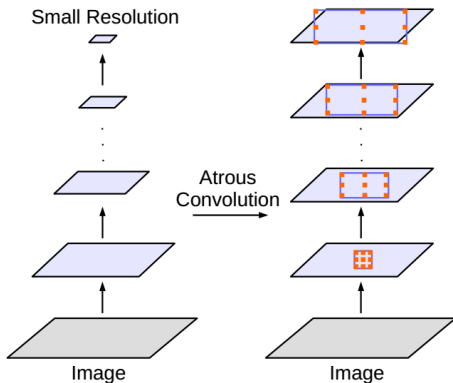 Small Resolution
Atrous
Convolution
Image
Image